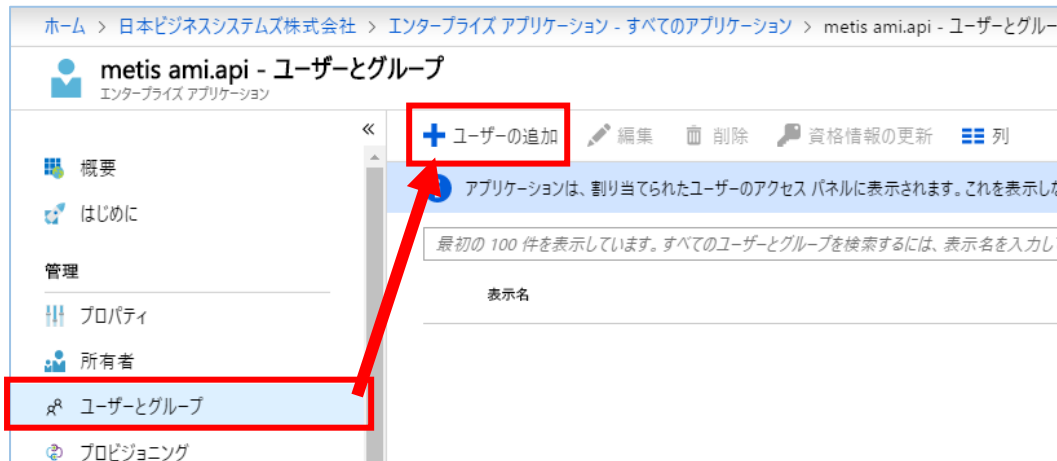 ホーム > 日本ビジネスシステムズ株式会社 > エンタープライズ アプリケーション - すべてのアプリケーション > metis ami.api - ユーザーとグルー
metis ami.api - ユーザーとグループ
エンタープライズ アプリケーション
«
概要
はじめに
管理
プロパティ
所有者
ユーザーとグループ
プロビジョニング
ユーザーの追加 編集 削除 資格情報の更新 列
アプリケーションは、割り当てられたユーザーのアクセス パネルに表示されます。これを表示し
最初の 100 件を表示しています。すべてのユーザーとグループを検索するには、表示名を入力し
表示名